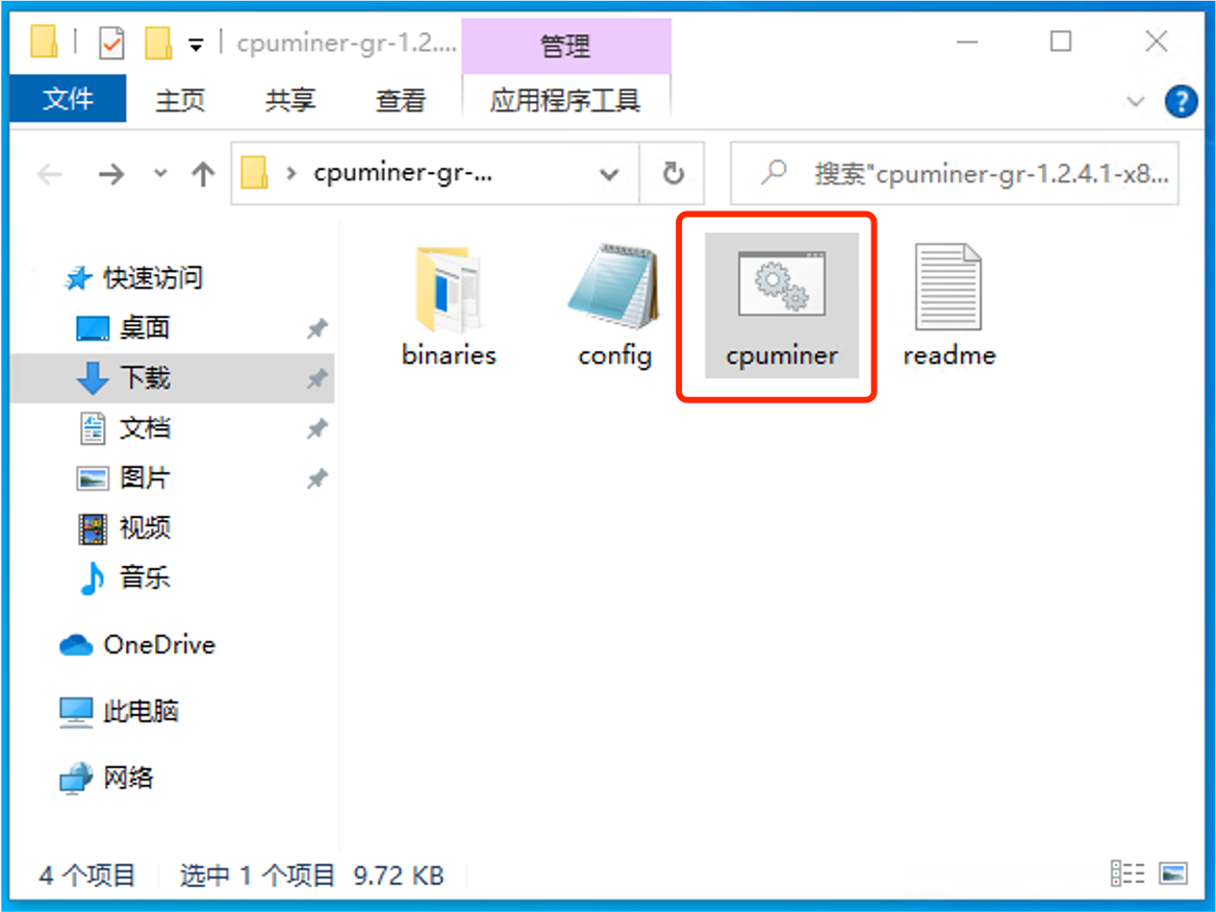 cpuminer-gr-1.2....
管理
文件 主页 共享 查看 应用程序工具
cpuminer-gr-...
搜索"cpuminer-gr-1.2.4.1-x8...
快速访问
桌面
下载
文档
图片
视频
音乐
OneDrive
此电脑
网络
binaries
config
cpuminer
readme
4 个项目 选中 1 个项目 9.72 KB